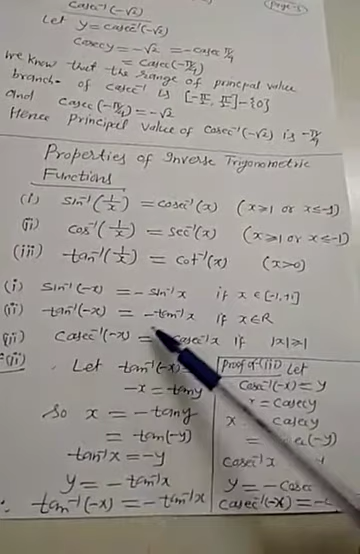 cosec⁻¹(-√2)
Page-5
Let y = cosec⁻¹(-√2)
cosec y = -√2 = -cosec π/4
= cosec(-π/4)
We know that the range of principal value
branch of cosec⁻¹ is [-π/2, π/2]-{0}
and cosec(-π/4) = -√2
Hence Principal value of cosec⁻¹(-√2) is -π/4
Properties of Inverse Trigonometric
Functions
(i) sin⁻¹(1/x) = cosec⁻¹(x) (x≥1 or x≤-1)
(ii) cos⁻¹(1/x) = sec⁻¹(x) (x≥1 or x≤-1)
(iii) tan⁻¹(1/x) = cot⁻¹(x) (x>0)
(i) sin⁻¹(-x) = -sin⁻¹x if x∈[-1,1]
(ii) tan⁻¹(-x) = -tan⁻¹x if x∈R
(iii) cosec⁻¹(-x) = cosec⁻¹x if |x|≥1
(ii) Let tan⁻¹(-x) =
-x = tany
So x = -tany
= tan(-y)
tan⁻¹x = -y
y = -tan⁻¹x
∴ tan⁻¹(-x) = -tan⁻¹x
Proof of (iii) Let
cosec⁻¹(-x) = y
x = cosecy
x = cosecy
= (-y)
cosec⁻¹x y
y = -cosec
cosec⁻¹(-x) = -c